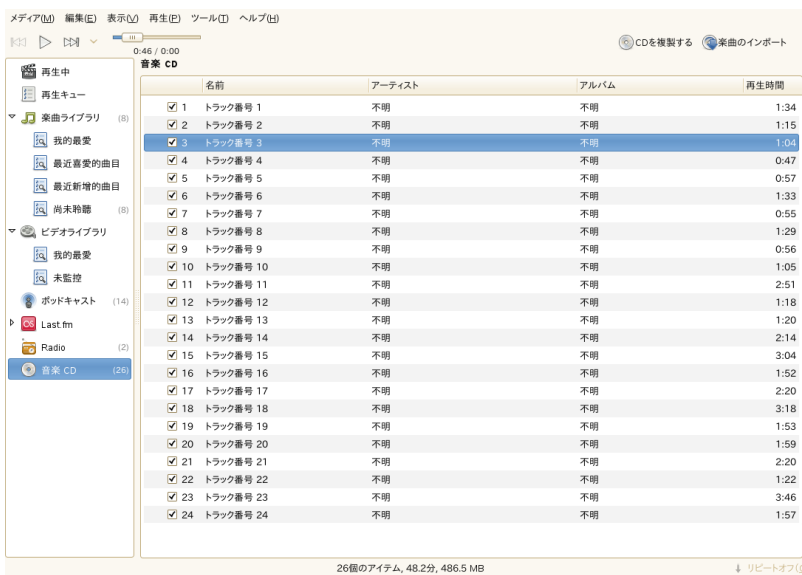 メディア(M) 編集(E) 表示(V) 再生(P) ツール(T) ヘルプ(H)
0:46 / 0:00
CDを複製する 楽曲のインポート
再生中
再生キュー
楽曲ライブラリ (8)
我的最愛
最近喜愛的曲目
最近新增的曲目
尚未聆聽 (8)
ビデオライブラリ
我的最愛
未監控
ポッドキャスト (14)
Last.fm
Radio (2)
音楽 CD (26)
音楽 CD
名前 アーティスト アルバム 再生時間
1 トラック番号 1 不明 不明 1:34
2 トラック番号 2 不明 不明 1:15
3 トラック番号 3 不明 不明 1:04
4 トラック番号 4 不明 不明 0:47
5 トラック番号 5 不明 不明 0:57
6 トラック番号 6 不明 不明 1:33
7 トラック番号 7 不明 不明 0:55
8 トラック番号 8 不明 不明 1:29
9 トラック番号 9 不明 不明 0:56
10 トラック番号 10 不明 不明 1:05
11 トラック番号 11 不明 不明 2:51
12 トラック番号 12 不明 不明 1:18
13 トラック番号 13 不明 不明 1:20
14 トラック番号 14 不明 不明 2:14
15 トラック番号 15 不明 不明 3:04
16 トラック番号 16 不明 不明 1:52
17 トラック番号 17 不明 不明 2:20
18 トラック番号 18 不明 不明 3:18
19 トラック番号 19 不明 不明 1:53
20 トラック番号 20 不明 不明 1:59
21 トラック番号 21 不明 不明 2:20
22 トラック番号 22 不明 不明 1:22
23 トラック番号 23 不明 不明 3:46
24 トラック番号 24 不明 不明 1:57
26個のアイテム, 48.2分, 486.5 MB
リピートオフ(